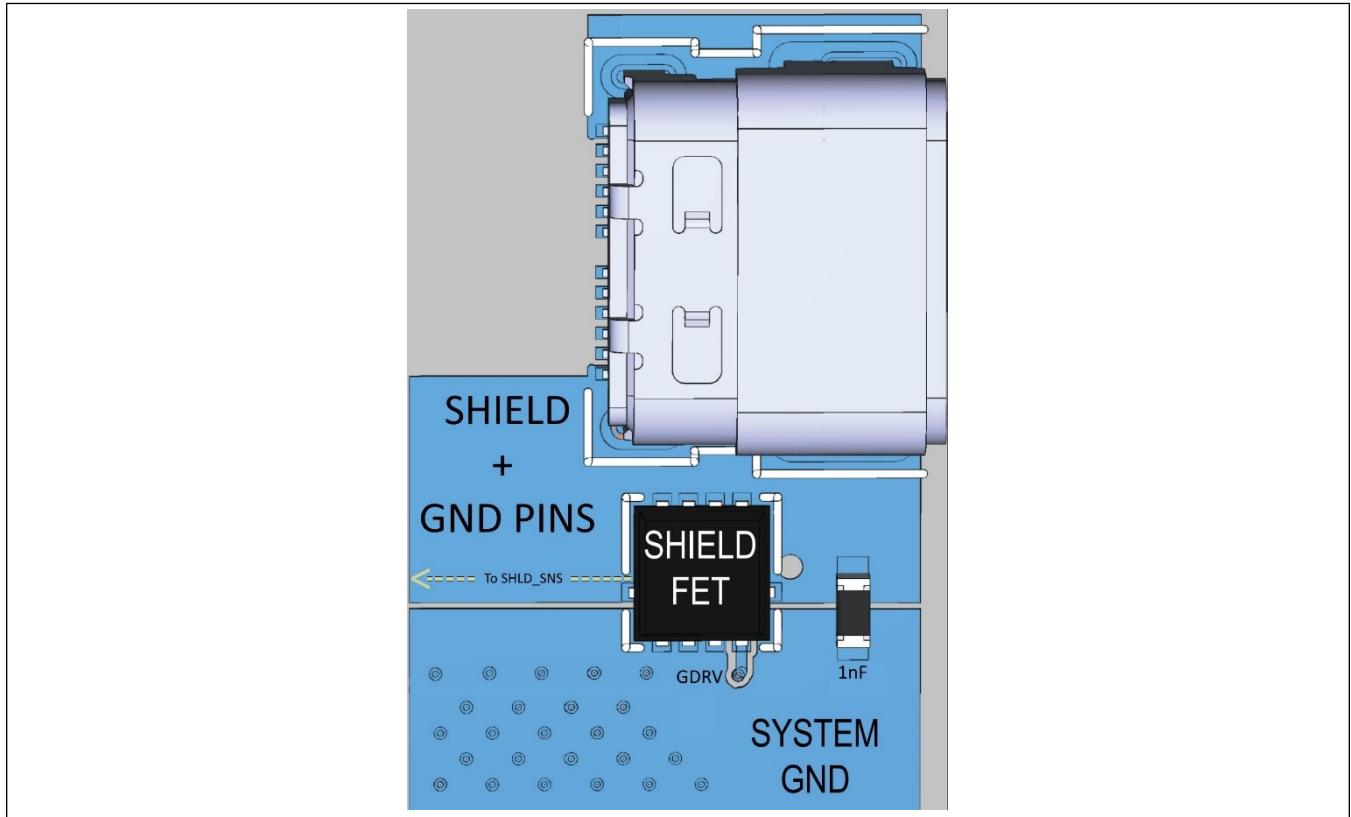 SHIELD
+
GND PINS
SHIELD
FET
To SHLD_SNS
GDRV
1nF
SYSTEM
GND